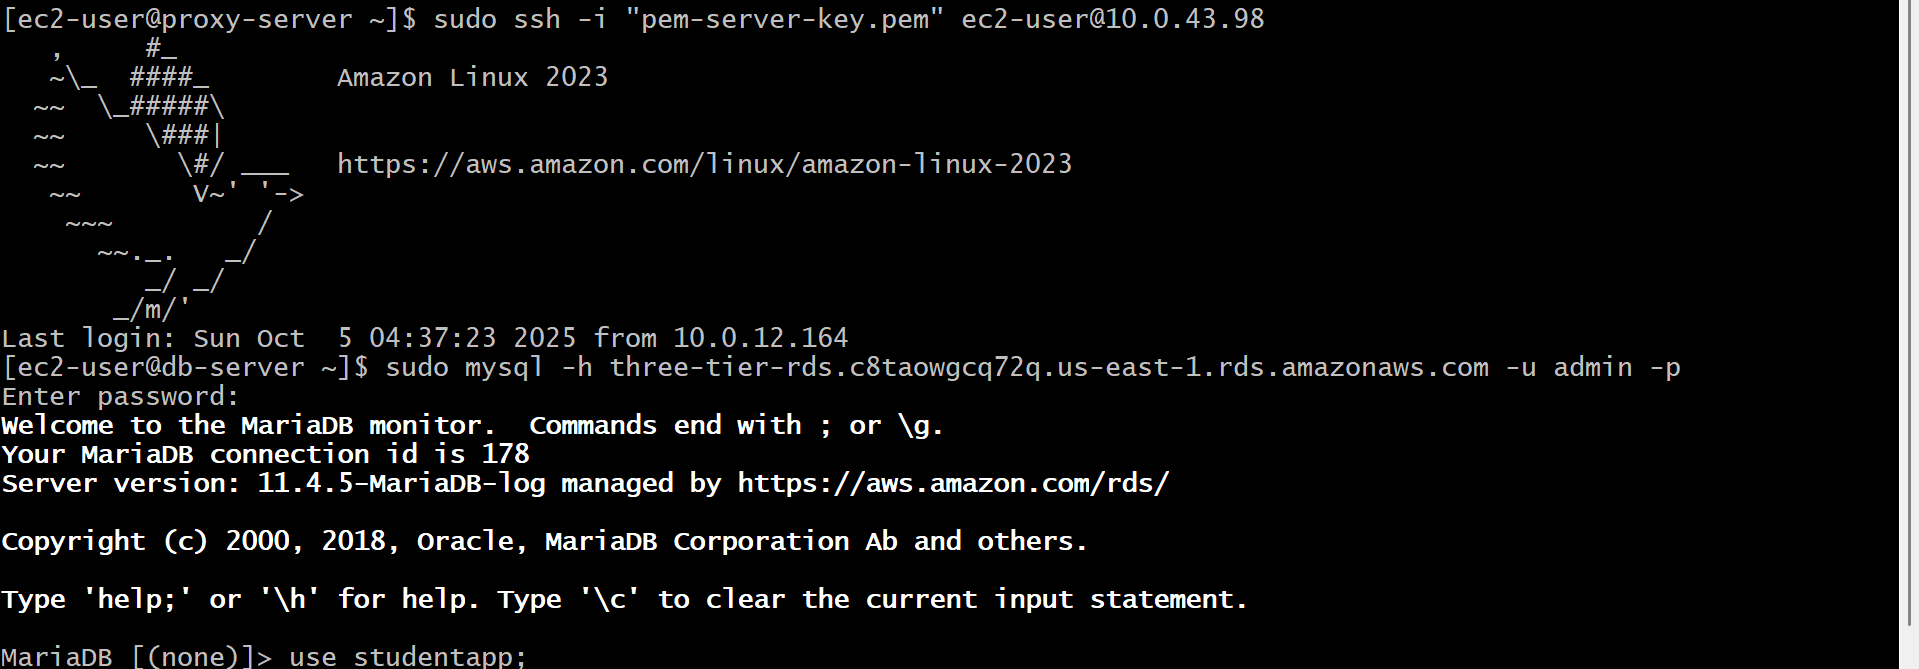 [ec2-user@proxy-server ~]$ sudo ssh -i "pem-server-key.pem" ec2-user@10.0.43.98
   ,     #_
   ~\_  ####_        Amazon Linux 2023
  ~~  \_#####\
  ~~     \###|
  ~~       \#/ ___   https://aws.amazon.com/linux/amazon-linux-2023
   ~~       V~' '->
    ~~~         /
      ~~._.   _/
         _/ _/
       _/m/'
Last login: Sun Oct  5 04:37:23 2025 from 10.0.12.164
[ec2-user@db-server ~]$ sudo mysql -h three-tier-rds.c8taowgcq72q.us-east-1.rds.amazonaws.com -u admin -p
Enter password:
Welcome to the MariaDB monitor.  Commands end with ; or \g.
Your MariaDB connection id is 178
Server version: 11.4.5-MariaDB-log managed by https://aws.amazon.com/rds/

Copyright (c) 2000, 2018, Oracle, MariaDB Corporation Ab and others.

Type 'help;' or '\h' for help. Type '\c' to clear the current input statement.

MariaDB [(none)]> use studentapp;